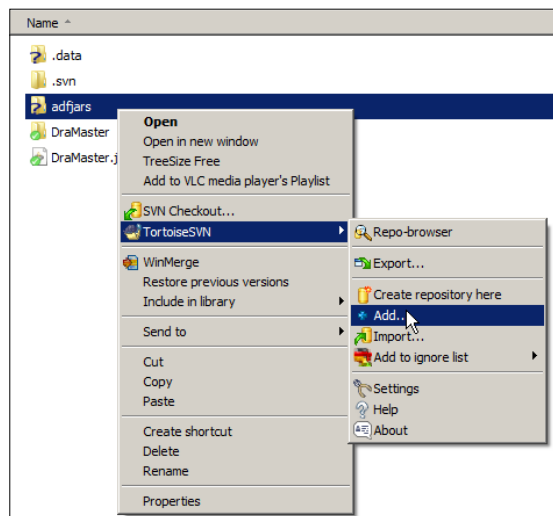 Name
.data
.svn
adfjars
DraMaster
DraMaster.j
Open
Open in new window
TreeSize Free
Add to VLC media player's Playlist
SVN Checkout...
TortoiseSVN
WinMerge
Restore previous versions
Include in library
Send to
Cut
Copy
Paste
Create shortcut
Delete
Rename
Properties
Repo-browser
Export...
Create repository here
Add...
Import...
Add to ignore list
Settings
Help
About